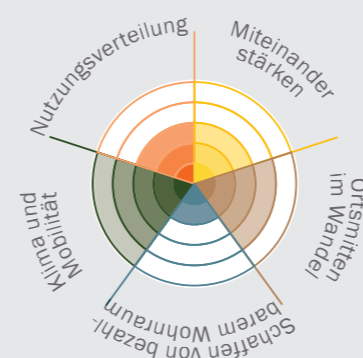 Nutzungsverteilung
Miteinander
stärken
Ortsmitten
im Wandel
Schaffen von bezahl-
barem Wohnraum
Klima und
Mobilität